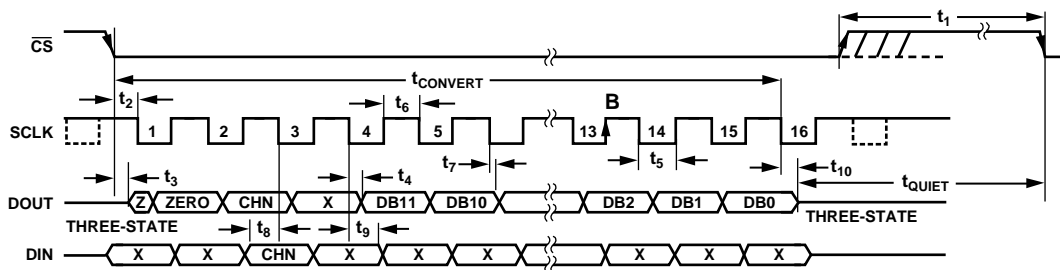 t1
CS
tCONVERT
t2
t6
B
SCLK
1 2 3 4 5 13 14 15 16
t7
t5
t10
t3
t4
tQUIET
DOUT
Z ZERO CHN X DB11 DB10 DB2 DB1 DB0
THREE-STATE
THREE-STATE
t8
t9
DIN
X X CHN X X X X X X